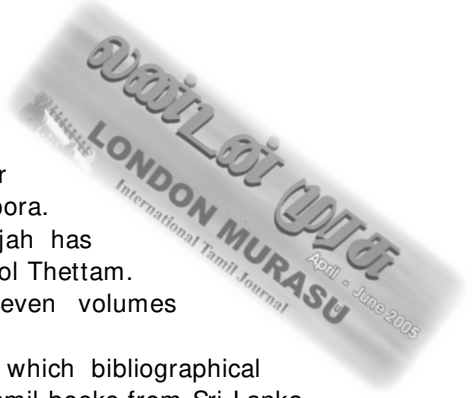 லண்டன் முரசு
LONDON MURASU
International Tamil Journal
April - June 2005
r
pora.
jah has
ol Thettam.
even volumes
which bibliographical
amil books from Sri Lanka